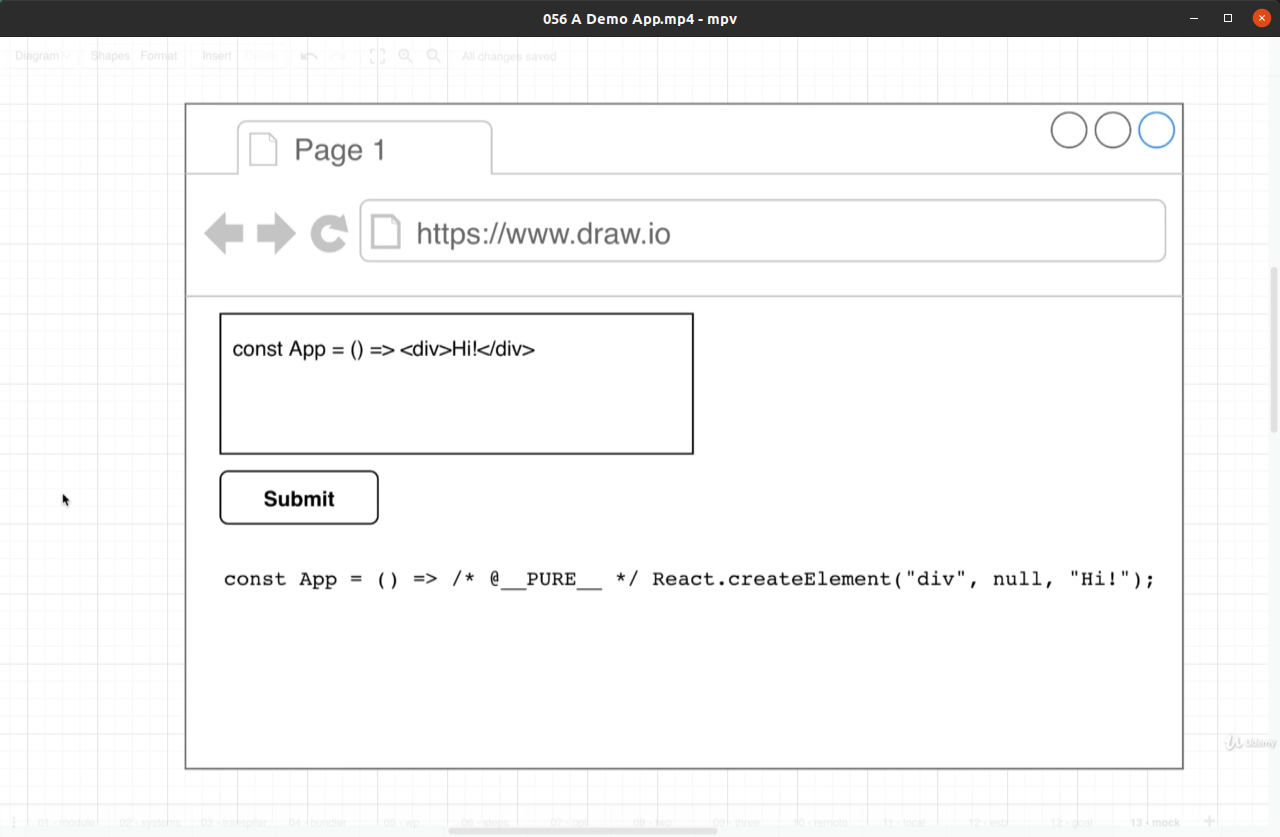 056 A Demo App.mp4 - mpv
Diagram Shapes Format Insert Delete All changes saved
Page 1
https://www.draw.io
const App = () => <div>Hi!</div>
Submit
const App = () => /* @__PURE__ */ React.createElement("div", null, "Hi!");
Udemy
01 - module 02 - systems 03 - transpiler 04 - bundler 05 - wp 06 - steps 07 - opt 08 - two 09 - three 10 - remote 11 - local 12 - esb 12 - goal 13 - mock